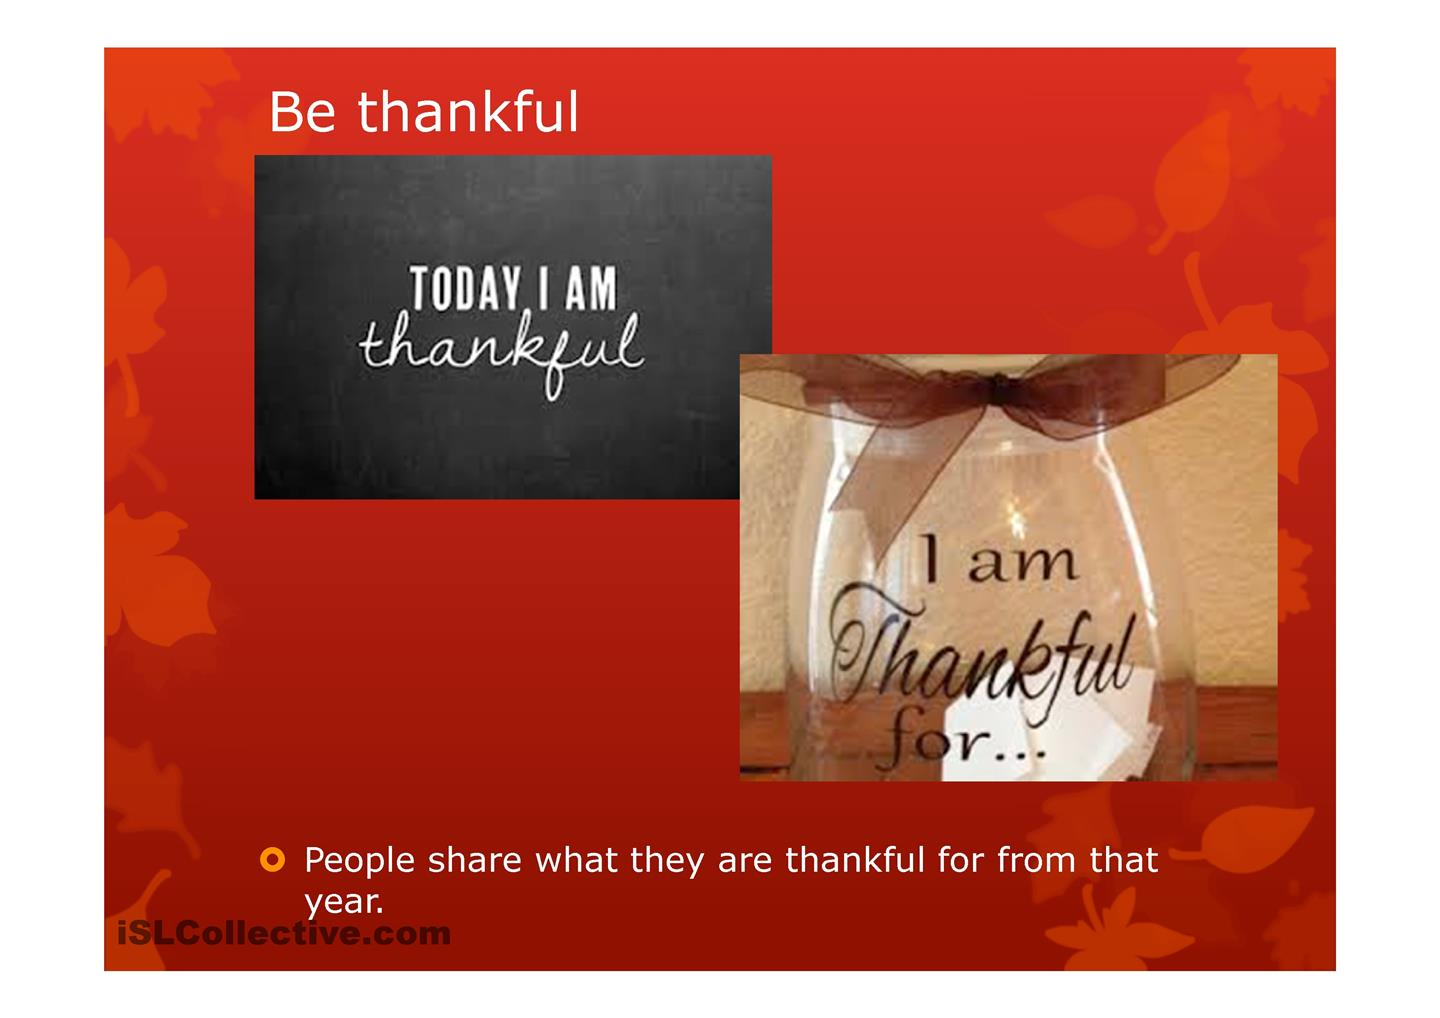 Be thankful
TODAY I AM
thankful
I am
Thankful
for...
People share what they are thankful for from that
year.
iSLCollective.com